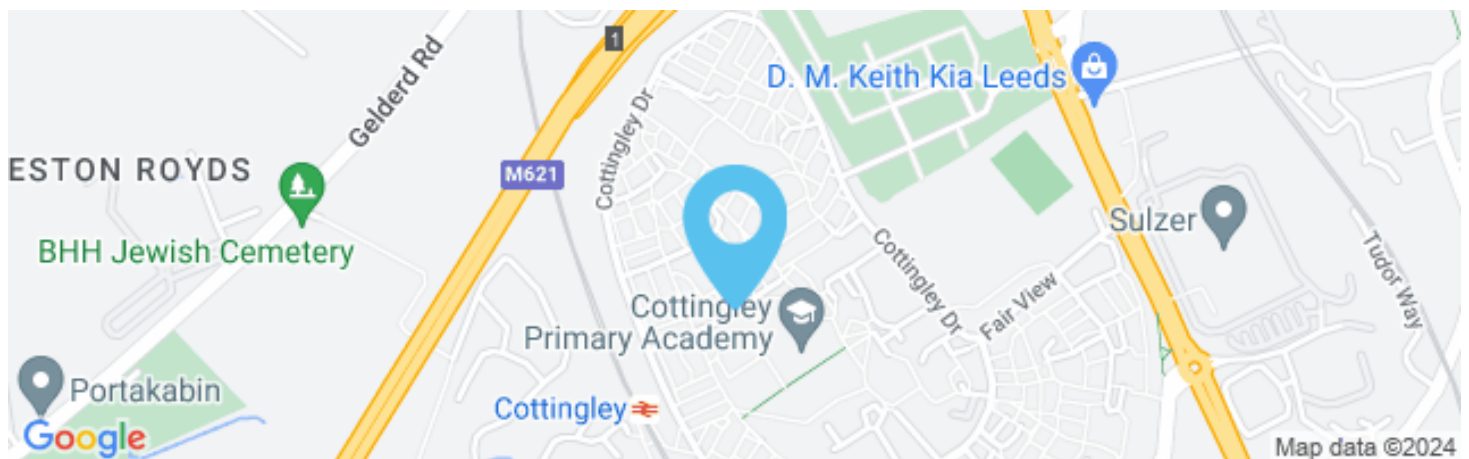 1
Gelderd Rd
Cottingley Dr
D. M. Keith Kia Leeds
ESTON ROYDS
M621
BHH Jewish Cemetery
Sulzer
Cottingley Dr
Tudor Way
Fair View
Cottingley
Primary Academy
Portakabin
Cottingley
Google
Map data ©2024